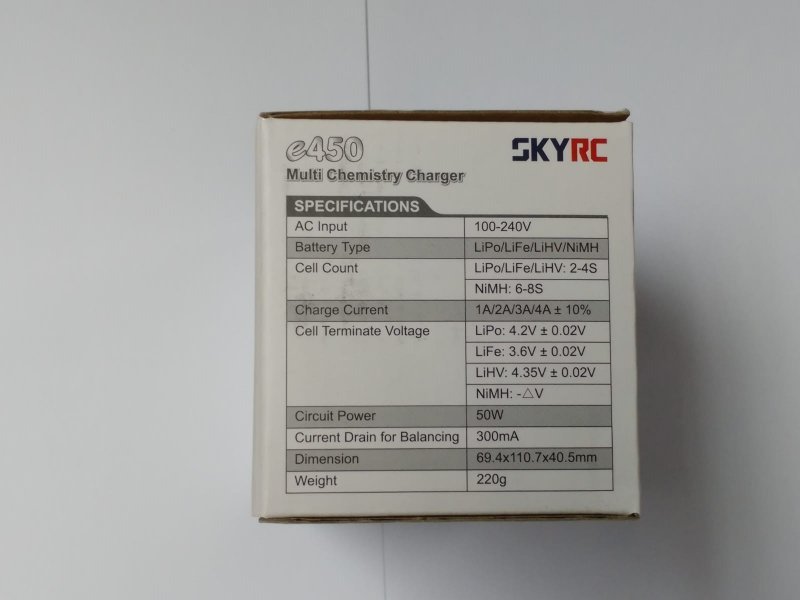 e450
SKYRC
Multi Chemistry Charger
SPECIFICATIONS
AC Input 100-240V
Battery Type LiPo/LiFe/LiHV/NiMH
Cell Count LiPo/LiFe/LiHV: 2-4S
NiMH: 6-8S
Charge Current 1A/2A/3A/4A ± 10%
Cell Terminate Voltage LiPo: 4.2V ± 0.02V
LiFe: 3.6V ± 0.02V
LiHV: 4.35V ± 0.02V
NiMH: -△V
Circuit Power 50W
Current Drain for Balancing 300mA
Dimension 69.4x110.7x40.5mm
Weight 220g